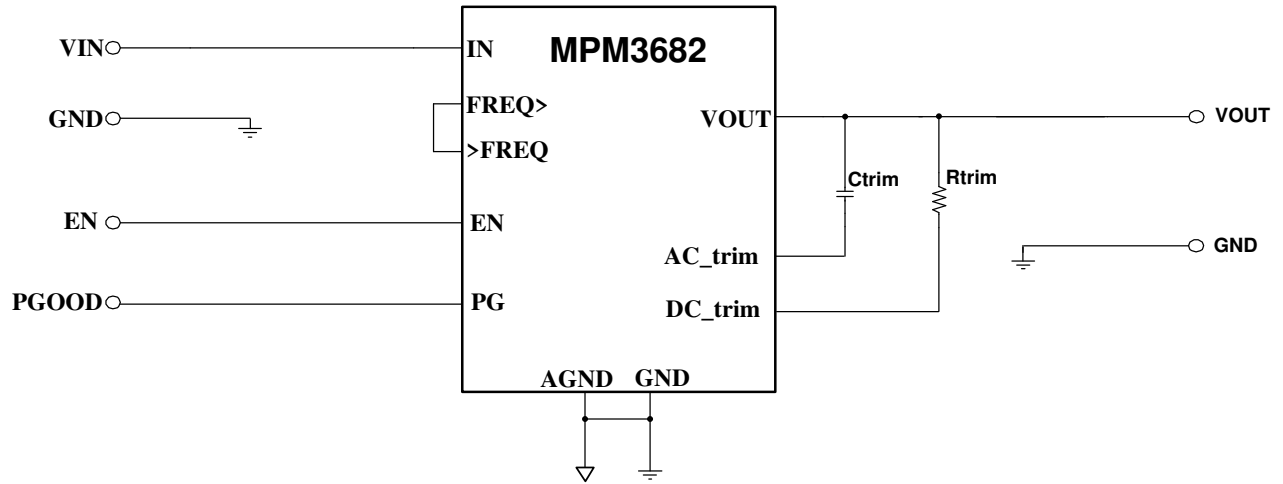 MPM3682
VIN
IN
GND
FREQ>
>FREQ
VOUT
VOUT
Ctrim
Rtrim
EN
EN
AC_trim
GND
PGOOD
PG
DC_trim
AGND
GND